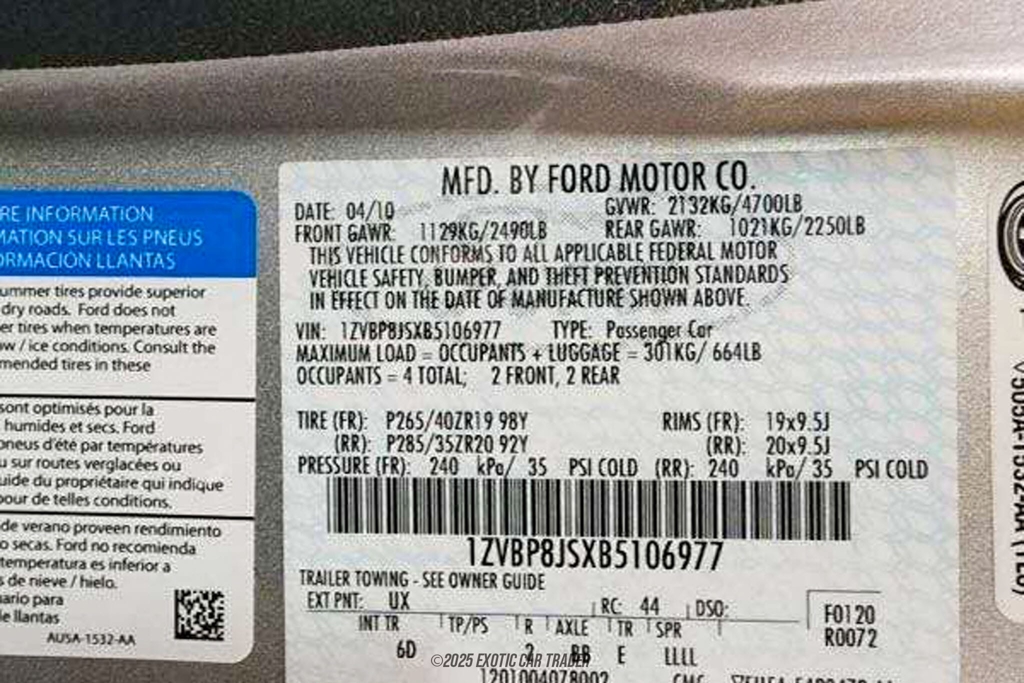 RE INFORMATION
MATION SUR LES PNEUS
ORMACIÓN LLANTAS
ummer tires provide superior
dry roads. Ford does not
er tires when temperatures are
w / ice conditions. Consult the
mended tires in these
sont optimisés pour la
humides et secs. Ford
oneus d'été par températures
u sur routes verglacées ou
uide du propriétaire qui indique
pour de telles conditions.
de verano proveen rendimiento
o secas. Ford no recomienda
temperatura es inferior a
s de nieve / hielo.
ario para
e llantas
AU5A-1532-AA
MFD. BY FORD MOTOR CO.
DATE: 04/10 GVWR: 2132KG/4700LB
FRONT GAWR: 1129KG/2490LB REAR GAWR: 1021KG/2250LB
THIS VEHICLE CONFORMS TO ALL APPLICABLE FEDERAL MOTOR
VEHICLE SAFETY, BUMPER, AND THEFT PREVENTION STANDARDS
IN EFFECT ON THE DATE OF MANUFACTURE SHOWN ABOVE.
VIN: 1ZVBP8JSXB5106977 TYPE: Passenger Car
MAXIMUM LOAD = OCCUPANTS + LUGGAGE = 301KG/ 664LB
OCCUPANTS = 4 TOTAL; 2 FRONT, 2 REAR
TIRE (FR): P265/40ZR19 98Y RIMS (FR): 19x9.5J
(RR): P285/35ZR20 92Y (RR): 20x9.5J
PRESSURE (FR): 240 kPa/ 35 PSI COLD (RR): 240 kPa/ 35 PSI COLD
1ZVBP8JSXB5106977
TRAILER TOWING - SEE OWNER GUIDE
EXT PNT: UX RC: 44 DSO: F0120
INT TR TP/PS R AXLE TR SPR R0072
6D 2 BB E LLLL
1201004078002
©2025 EXOTIC CAR TRADER